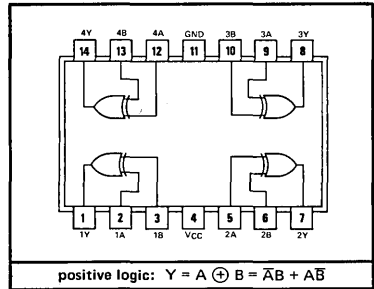 4Y 4B 4A GND 3B 3A 3Y
14 13 12 11 10 9 8
1 2 3 4 5 6 7
1Y 1A 1B VCC 2A 2B 2Y
positive logic: Y = A ⊕ B = A̅B + AB̅